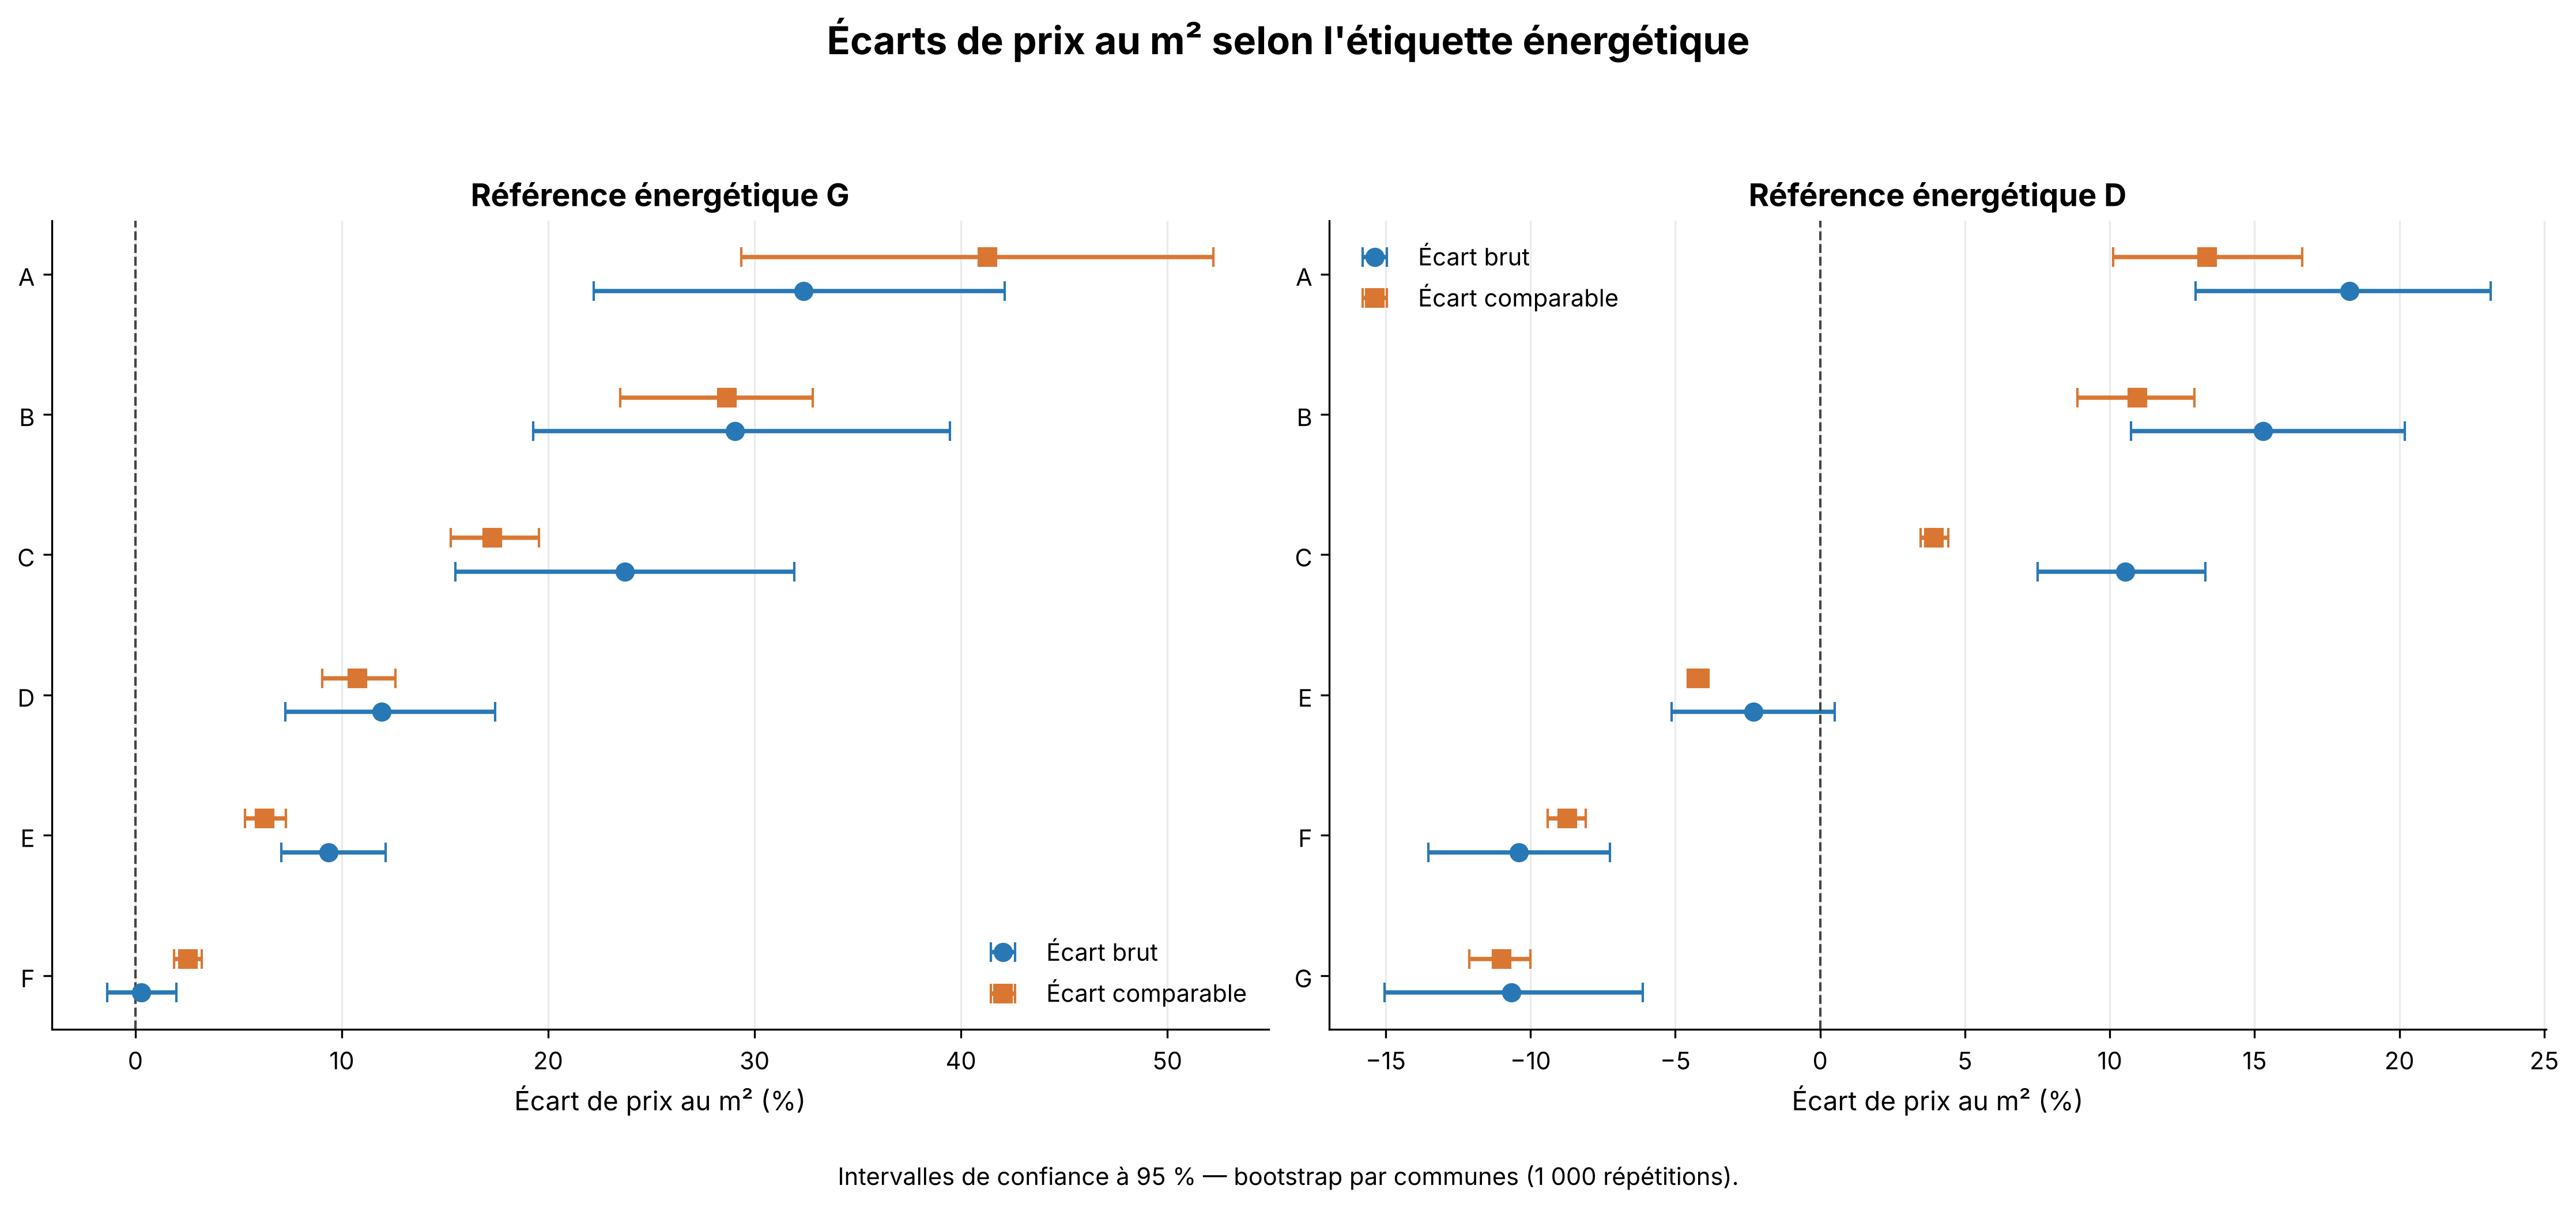 Écarts de prix au m² selon l'étiquette énergétique
Référence énergétique G
A
B
C
D
E
F
Écart brut
Écart comparable
0 10 20 30 40 50
Écart de prix au m² (%)
Référence énergétique D
Écart brut
Écart comparable
A
B
C
E
F
G
−15 −10 −5 0 5 10 15 20 25
Écart de prix au m² (%)
Intervalles de confiance à 95 % — bootstrap par communes (1 000 répétitions).